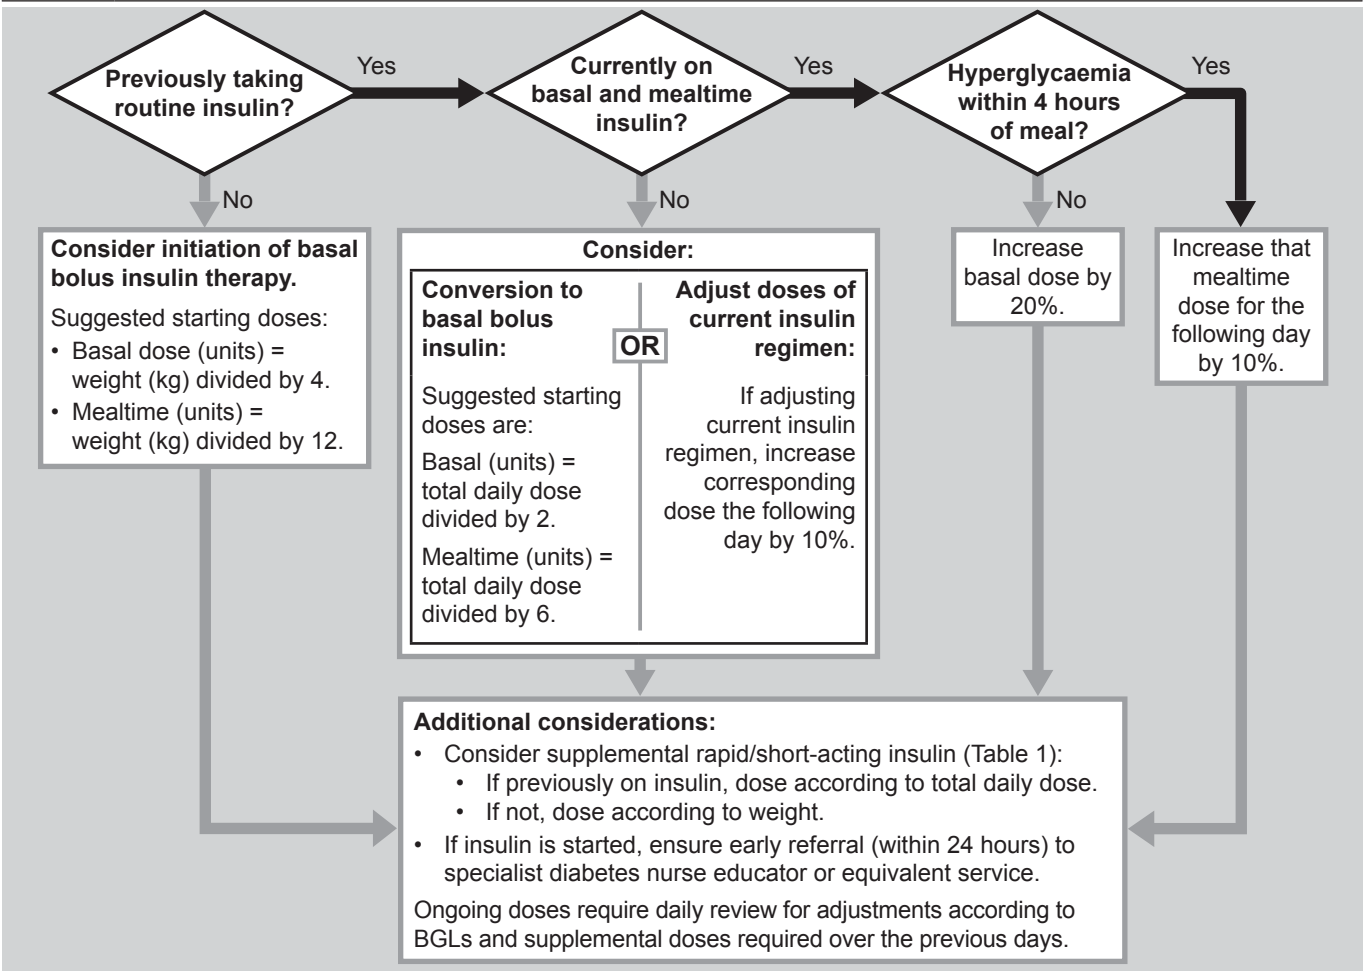 Previously taking
routine insulin?
Yes
No
Currently on
basal and mealtime
insulin?
Yes
No
Hyperglycaemia
within 4 hours
of meal?
Yes
No
Consider initiation of basal
bolus insulin therapy.
Suggested starting doses:
• Basal dose (units) =
weight (kg) divided by 4.
• Mealtime (units) =
weight (kg) divided by 12.
Consider:
Conversion to
basal bolus
insulin:
Suggested starting
doses are:
Basal (units) =
total daily dose
divided by 2.
Mealtime (units) =
total daily dose
divided by 6.
OR
Adjust doses of
current insulin
regimen:
If adjusting
current insulin
regimen, increase
corresponding
dose the following
day by 10%.
Increase
basal dose by
20%.
Increase that
mealtime
dose for the
following day
by 10%.
Additional considerations:
• Consider supplemental rapid/short-acting insulin (Table 1):
• If previously on insulin, dose according to total daily dose.
• If not, dose according to weight.
• If insulin is started, ensure early referral (within 24 hours) to
specialist diabetes nurse educator or equivalent service.
Ongoing doses require daily review for adjustments according to
BGLs and supplemental doses required over the previous days.